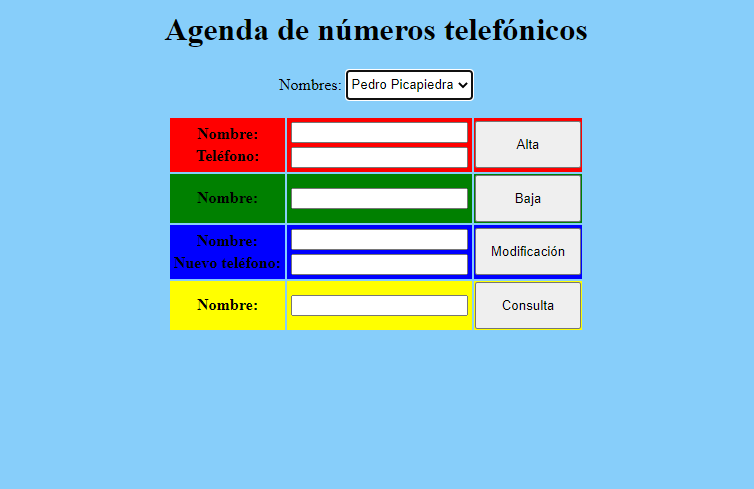 Agenda de números telefónicos
Nombres: Pedro Picapiedra
Nombre:
Teléfono:
Alta
Nombre:
Baja
Nombre:
Nuevo teléfono:
Modificación
Nombre:
Consulta